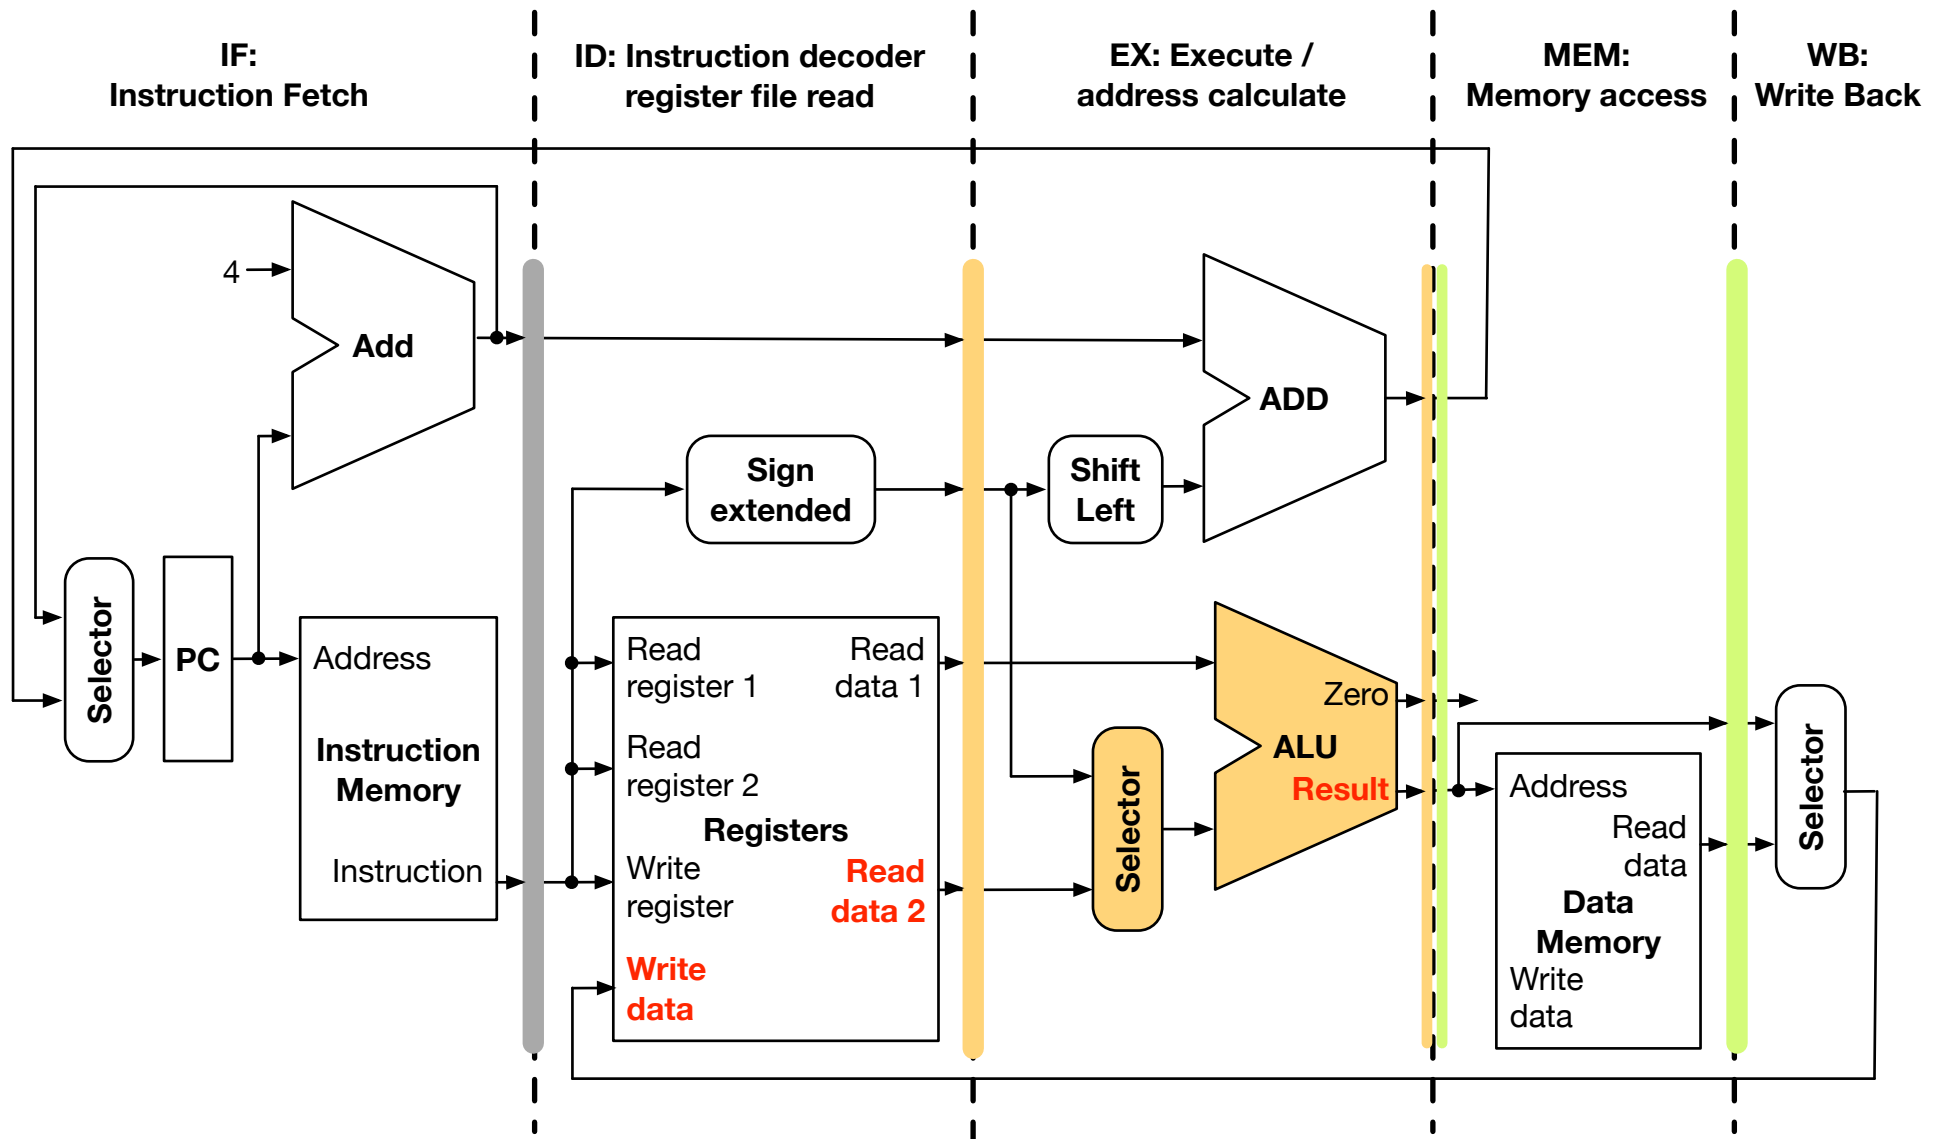 IF:
Instruction Fetch
ID: Instruction decoder
register file read
EX: Execute /
address calculate
MEM:
Memory access
WB:
Write Back
4
Add
ADD
Sign
extended
Shift
Left
Selector
PC
Address
Instruction
Memory
Instruction
Read
register 1
Read
data 1
Read
register 2
Registers
Write
register
Read
data 2
Write
data
Selector
Zero
ALU
Result
Address
Read
data
Data
Memory
Write
data
Selector